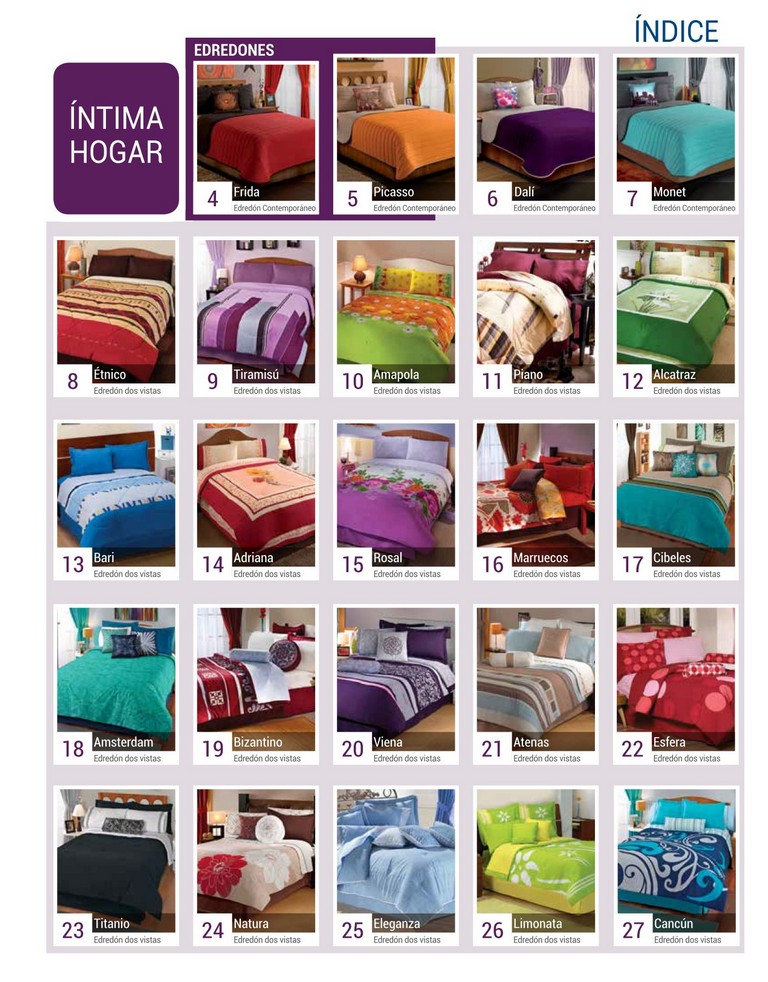 ÍNDICE
ÍNTIMA
HOGAR
EDREDONES
4 Frida
Edredón Contemporáneo
5 Picasso
Edredón Contemporáneo
6 Dalí
Edredón Contemporáneo
7 Monet
Edredón Contemporáneo
8 Étnico
Edredón dos vistas
9 Tiramisú
Edredón dos vistas
10 Amapola
Edredón dos vistas
11 Piano
Edredón dos vistas
12 Alcatraz
Edredón dos vistas
13 Bari
Edredón dos vistas
14 Adriana
Edredón dos vistas
15 Rosal
Edredón dos vistas
16 Marruecos
Edredón dos vistas
17 Cibeles
Edredón dos vistas
18 Amsterdam
Edredón dos vistas
19 Bizantino
Edredón dos vistas
20 Viena
Edredón dos vistas
21 Atenas
Edredón dos vistas
22 Esfera
Edredón dos vistas
23 Titanio
Edredón dos vistas
24 Natura
Edredón dos vistas
25 Eleganza
Edredón dos vistas
26 Limonata
Edredón dos vistas
27 Cancún
Edredón dos vistas